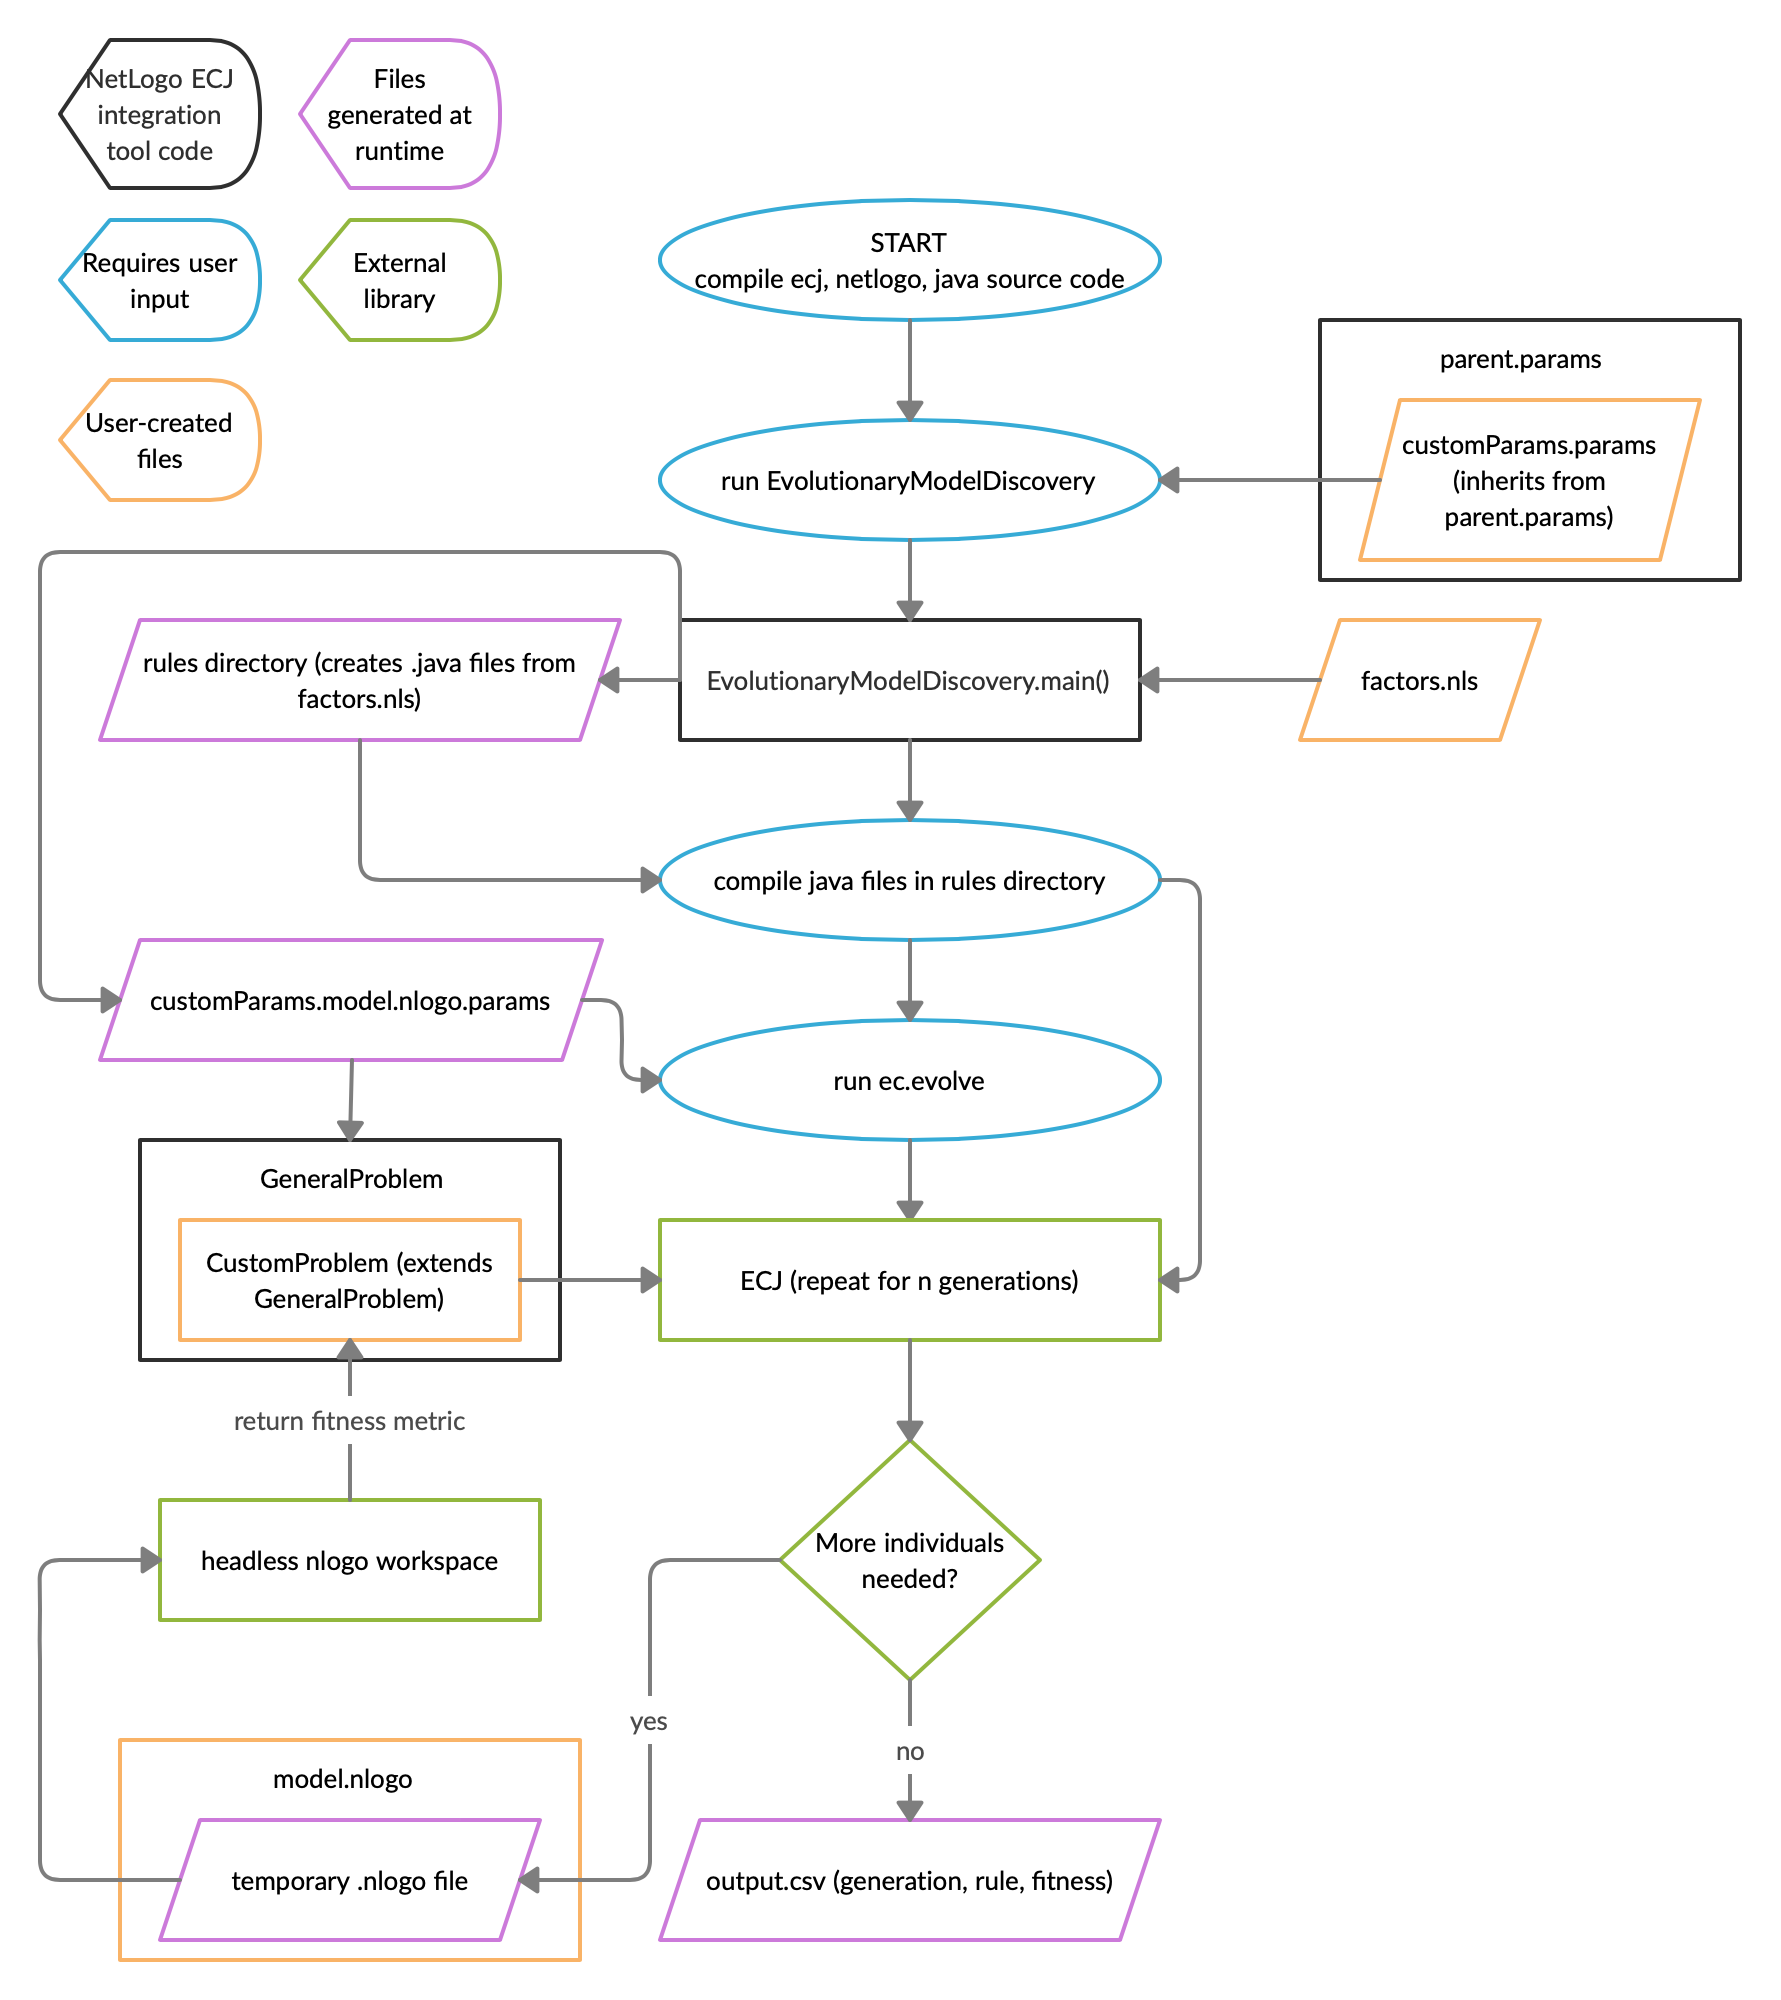 NetLogo ECJ
integration
tool code
Files
generated at
runtime
Requires user
input
External
library
User-created
files
START
compile ecj, netlogo, java source code
run EvolutionaryModelDiscovery
parent.params
customParams.params
(inherits from
parent.params)
rules directory (creates .java files from
factors.nls)
EvolutionaryModelDiscovery.main()
factors.nls
compile java files in rules directory
customParams.model.nlogo.params
run ec.evolve
GeneralProblem
CustomProblem (extends
GeneralProblem)
ECJ (repeat for n generations)
return fitness metric
headless nlogo workspace
More individuals
needed?
yes
no
model.nlogo
temporary .nlogo file
output.csv (generation, rule, fitness)